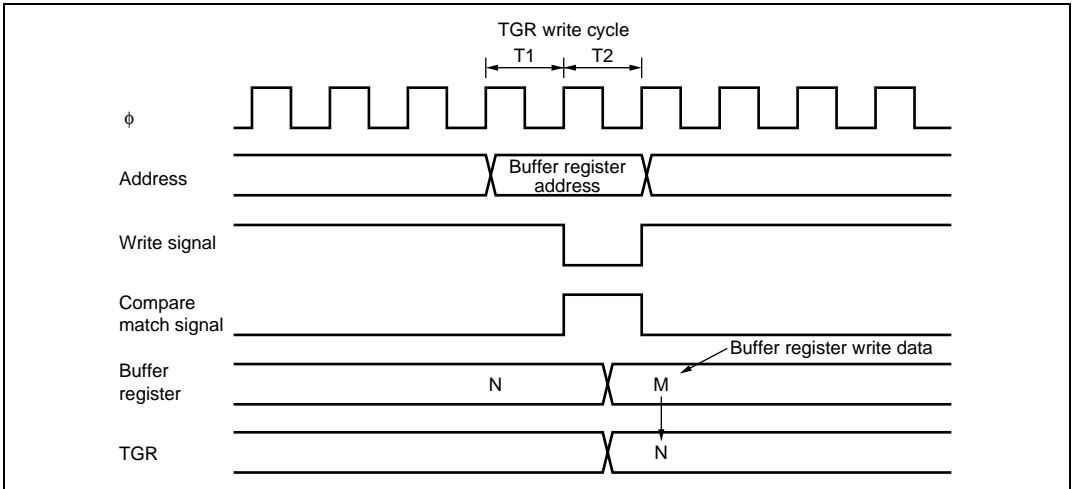 TGR write cycle
T1 T2
ϕ
Address
Buffer register
address
Write signal
Compare
match signal
Buffer register write data
Buffer
register
N M
TGR
N